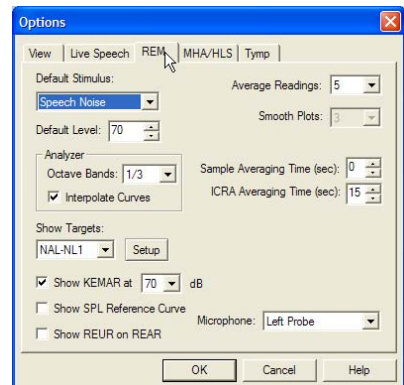 Options
View Live Speech REM MHA/HLS Tymp
Default Stimulus:
Speech Noise
Default Level: 70
Analyzer
Octave Bands: 1/3
Interpolate Curves
Show Targets:
NAL-NL1 Setup
Show KEMAR at 70 dB
Show SPL Reference Curve
Show REUR on REAR
Average Readings: 5
Smooth Plots: 3
Sample Averaging Time (sec): 0
ICRA Averaging Time (sec): 15
Microphone: Left Probe
OK Cancel Help